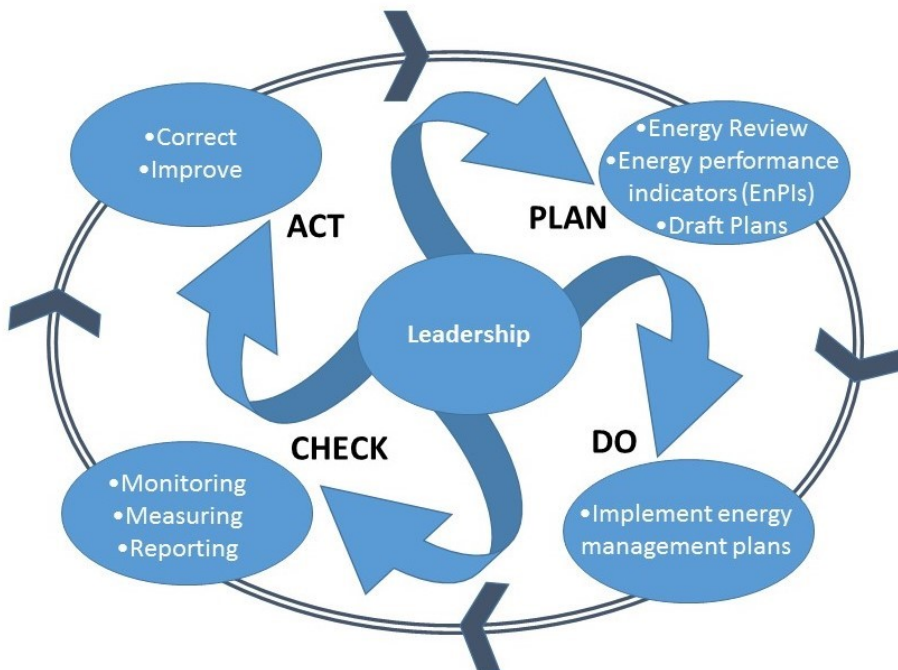 •Correct
•Improve
ACT
•Energy Review
•Energy performance
indicators (EnPIs)
•Draft Plans
PLAN
Leadership
CHECK
•Monitoring
•Measuring
•Reporting
DO
•Implement energy
management plans